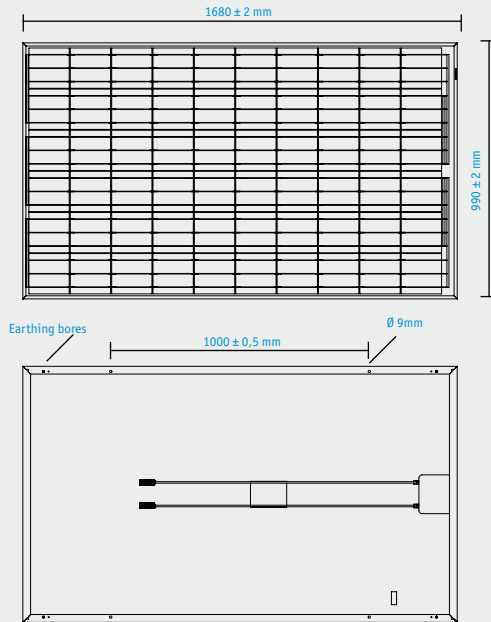 1680 ± 2 mm
990 ± 2 mm
Earthing bores
Ø 9mm
1000 ± 0,5 mm